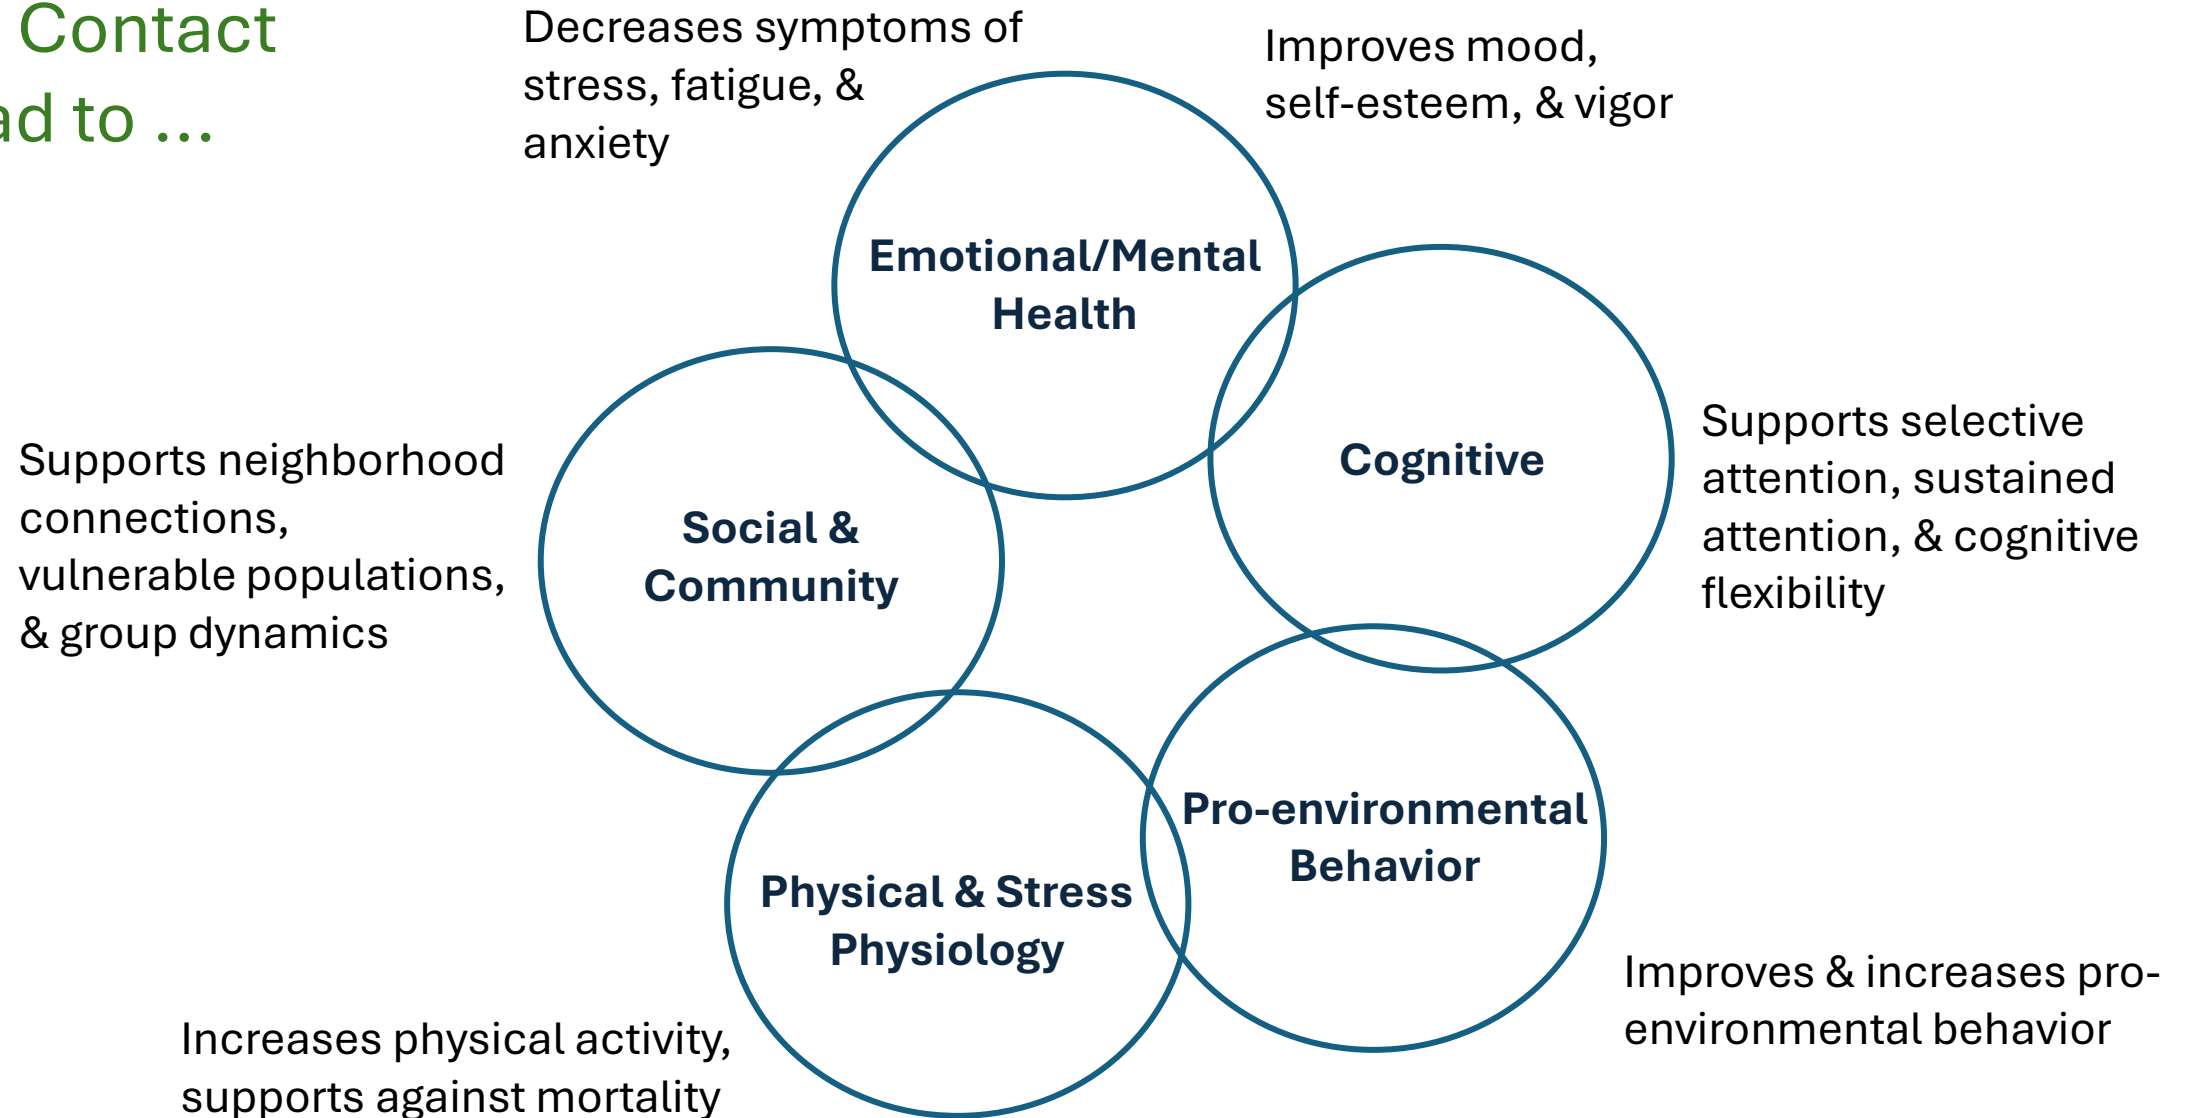 Contact
ad to ...
Decreases symptoms of
stress, fatigue, &
anxiety
Improves mood,
self-esteem, & vigor
Emotional/Mental
Health
Cognitive
Supports selective
attention, sustained
attention, & cognitive
flexibility
Supports neighborhood
connections,
vulnerable populations,
& group dynamics
Social &
Community
Pro-environmental
Behavior
Physical & Stress
Physiology
Improves & increases pro-
environmental behavior
Increases physical activity,
supports against mortality